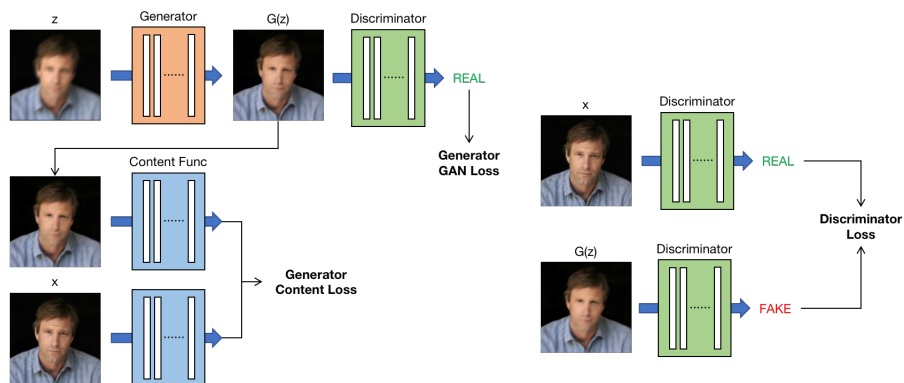 z
Generator
G(z)
Discriminator
......
......
REAL
Generator
GAN Loss
Content Func
......
x
......
Generator
Content Loss
x
Discriminator
......
REAL
Discriminator
Loss
G(z)
Discriminator
......
FAKE